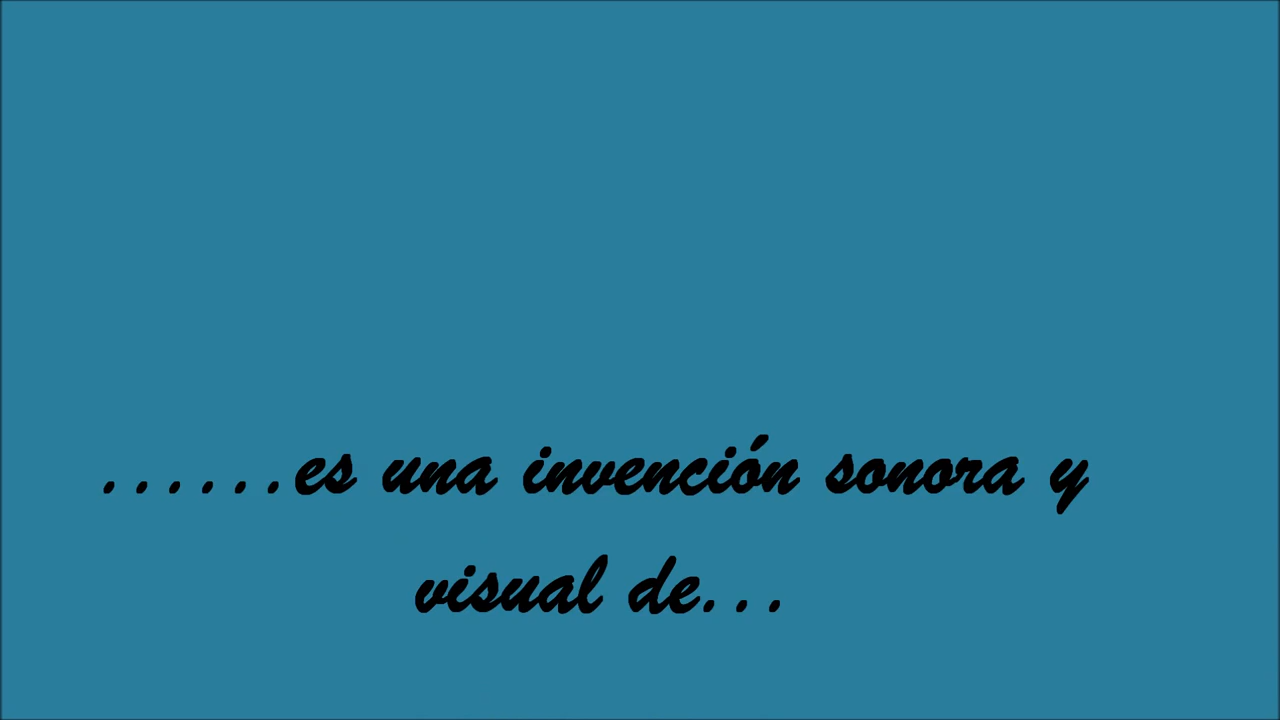 ......es una invención sonora y
visual de...